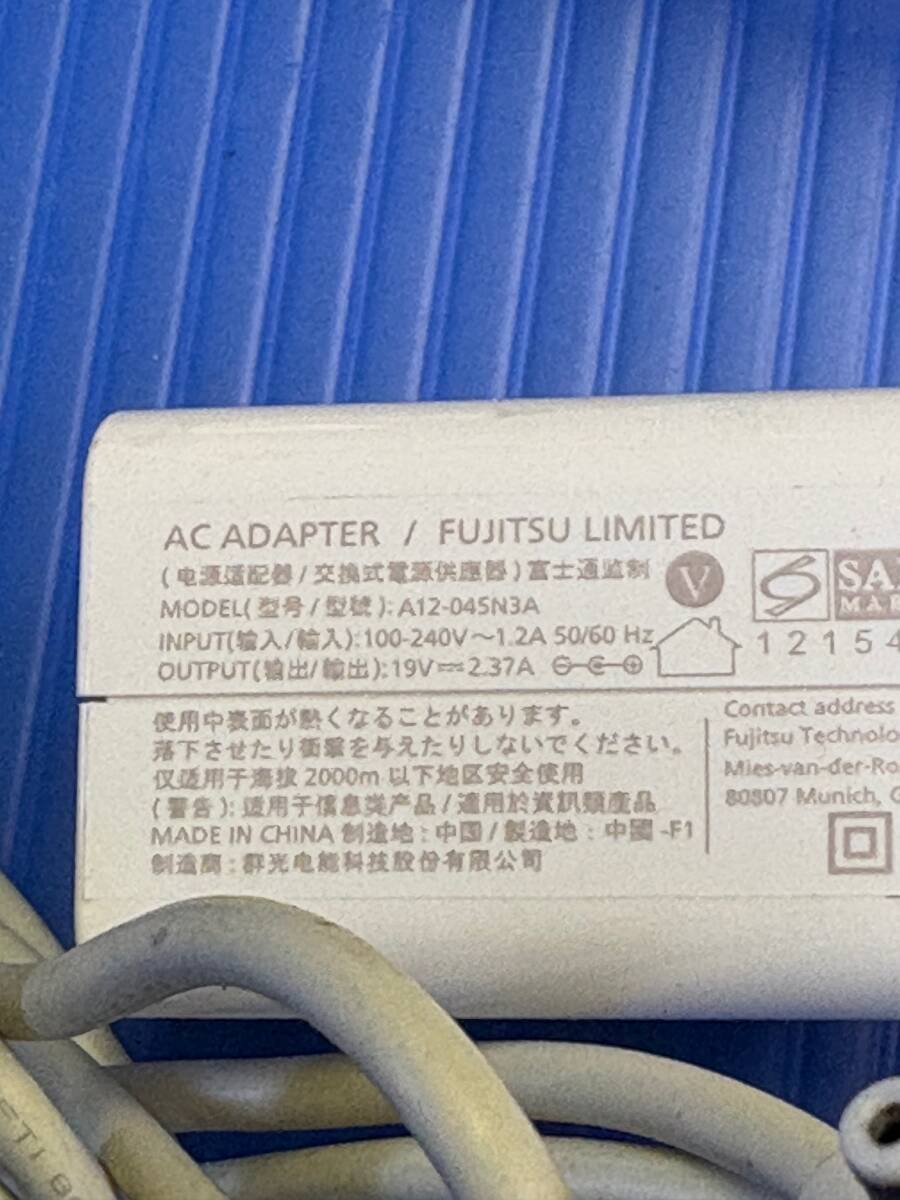 AC ADAPTER / FUJITSU LIMITED
(电源适配器/交換式電源供應器)富士通监制
MODEL(型号/型號):A12-045N3A
INPUT(输入/輸入):100-240V～1.2A 50/60 Hz
OUTPUT(输出/輸出):19V⎓2.37A
V
12154
使用中表面が熱くなることがあります。
落下させたり衝撃を与えたりしないでください。
仅适用于海拔 2000m 以下地区安全使用
(警告):适用于信息类产品/適用於資訊類產品
MADE IN CHINA 制造地:中国/製造地:中國 -F1
制造商:群光电能科技股份有限公司
Contact address
Fujitsu Technolo
Mies-van-der-Ro
80807 Munich, G